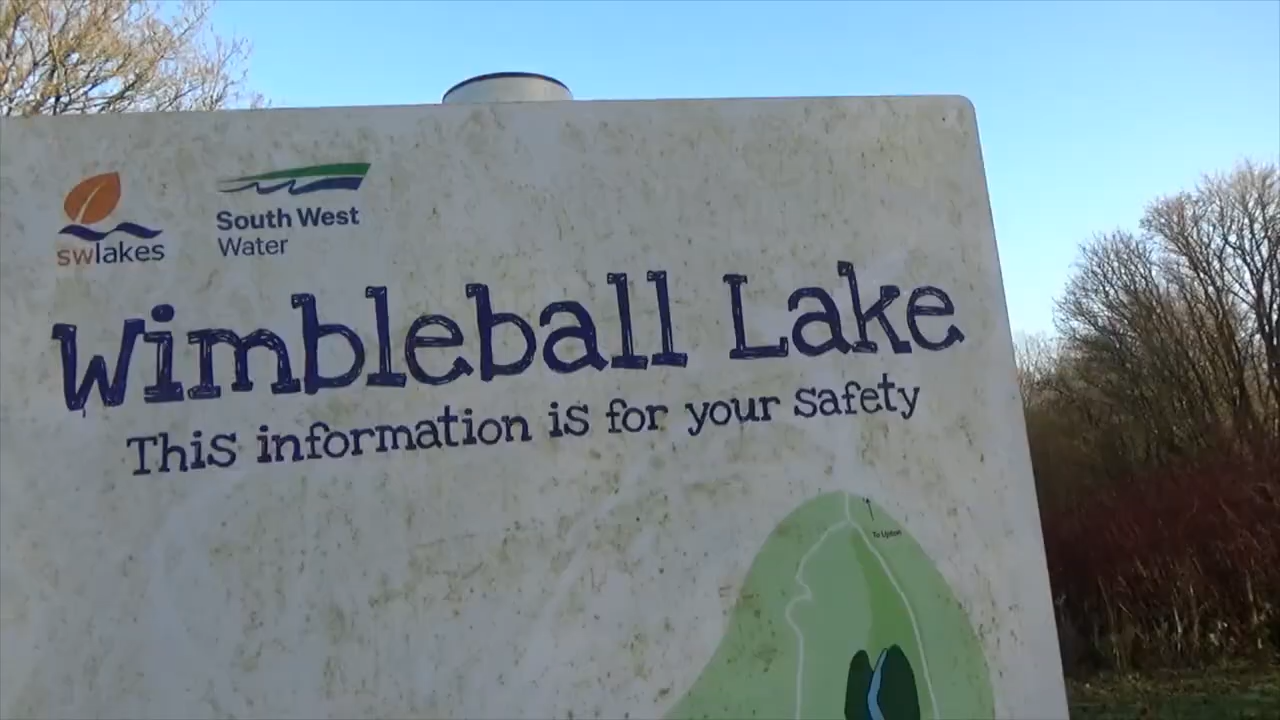 swlakes
South West
Water
Wimbleball Lake
This information is for your safety
To Upton